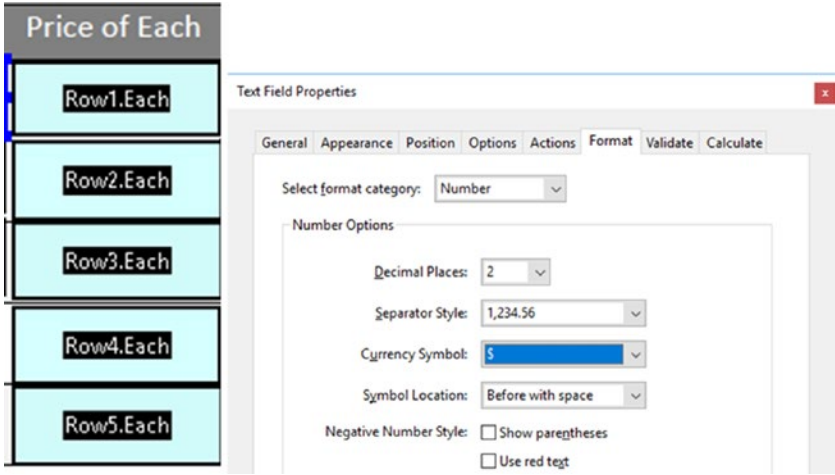 Price of Each
Row1.Each
Row2.Each
Row3.Each
Row4.Each
Row5.Each
Text Field Properties
x
General Appearance Position Options Actions Format Validate Calculate
Select format category: Number
Number Options
Decimal Places: 2
Separator Style: 1,234.56
Currency Symbol: $
Symbol Location: Before with space
Negative Number Style: Show parentheses
Use red text